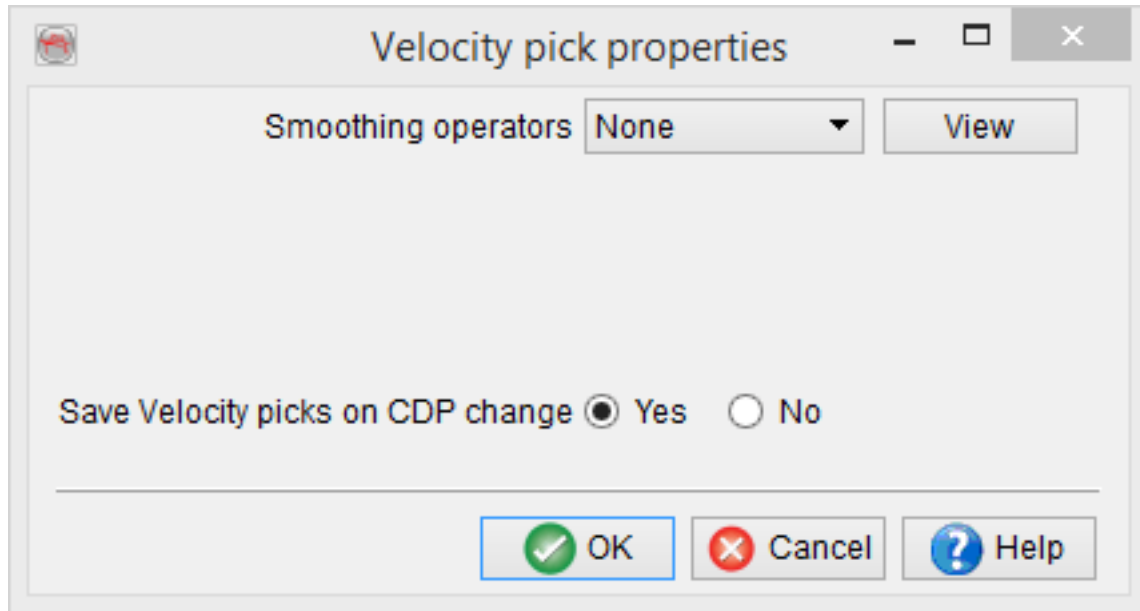 Velocity pick properties
Smoothing operators None View
Save Velocity picks on CDP change Yes No
OK Cancel Help